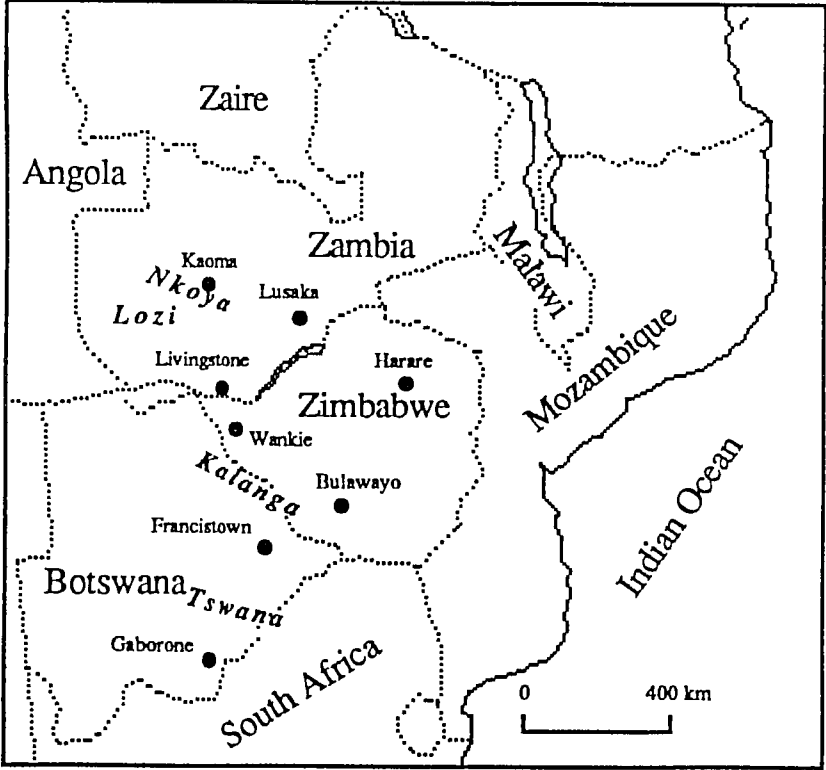 Zaire
Angola
Zambia
Malawi
Kaoma
Nkoya
Lusaka
Lozi
Livingstone
Harare
Mozambique
Zimbabwe
Wankie
Kalanga
Bulawayo
Indian Ocean
Francistown
Botswana
Tswana
Gaborone
South Africa
0
400 km